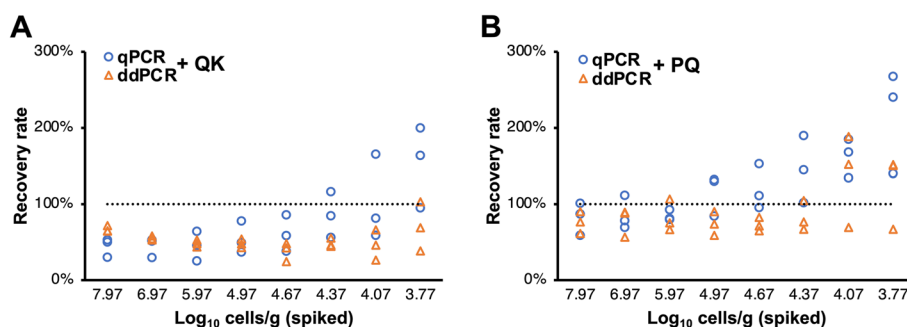 A
300%
qPCR
ddPCR + QK
200%
100%
0%
Recovery rate
7.97 6.97 5.97 4.97 4.67 4.37 4.07 3.77
Log10 cells/g (spiked)
B
300%
qPCR
ddPCR + PQ
200%
100%
0%
Recovery rate
7.97 6.97 5.97 4.97 4.67 4.37 4.07 3.77
Log10 cells/g (spiked)